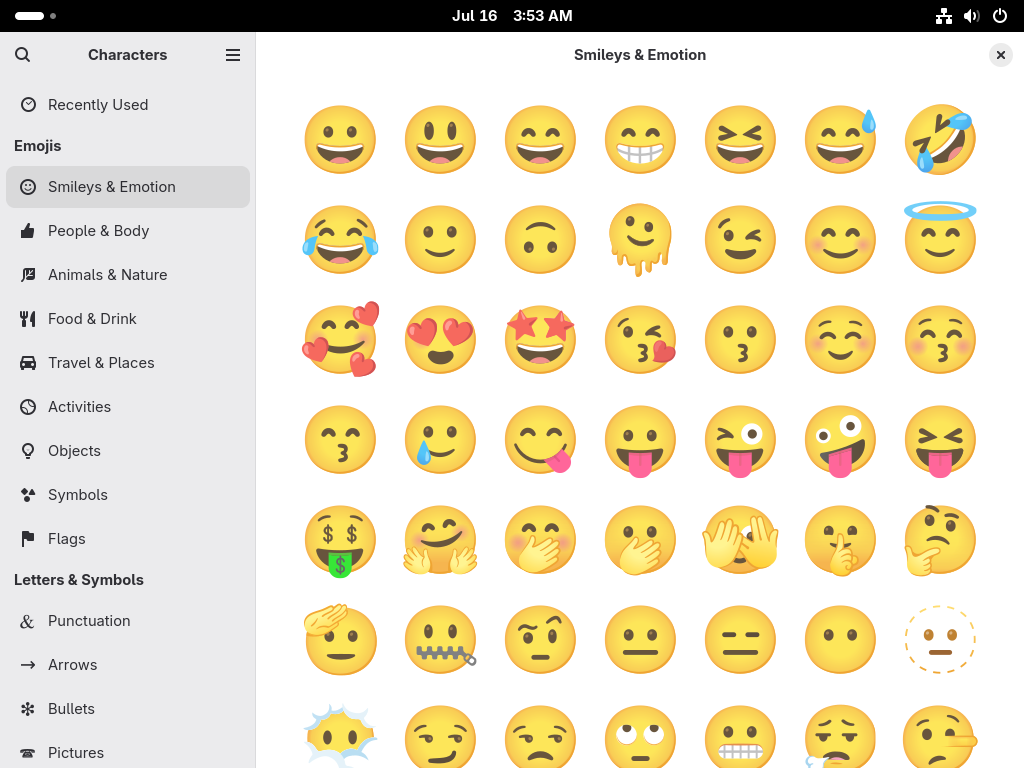 Jul 16 3:53 AM
Characters
Smileys & Emotion
Recently Used
Emojis
Smileys & Emotion
People & Body
Animals & Nature
Food & Drink
Travel & Places
Activities
Objects
Symbols
Flags
Letters & Symbols
& Punctuation
→ Arrows
✻ Bullets
Pictures